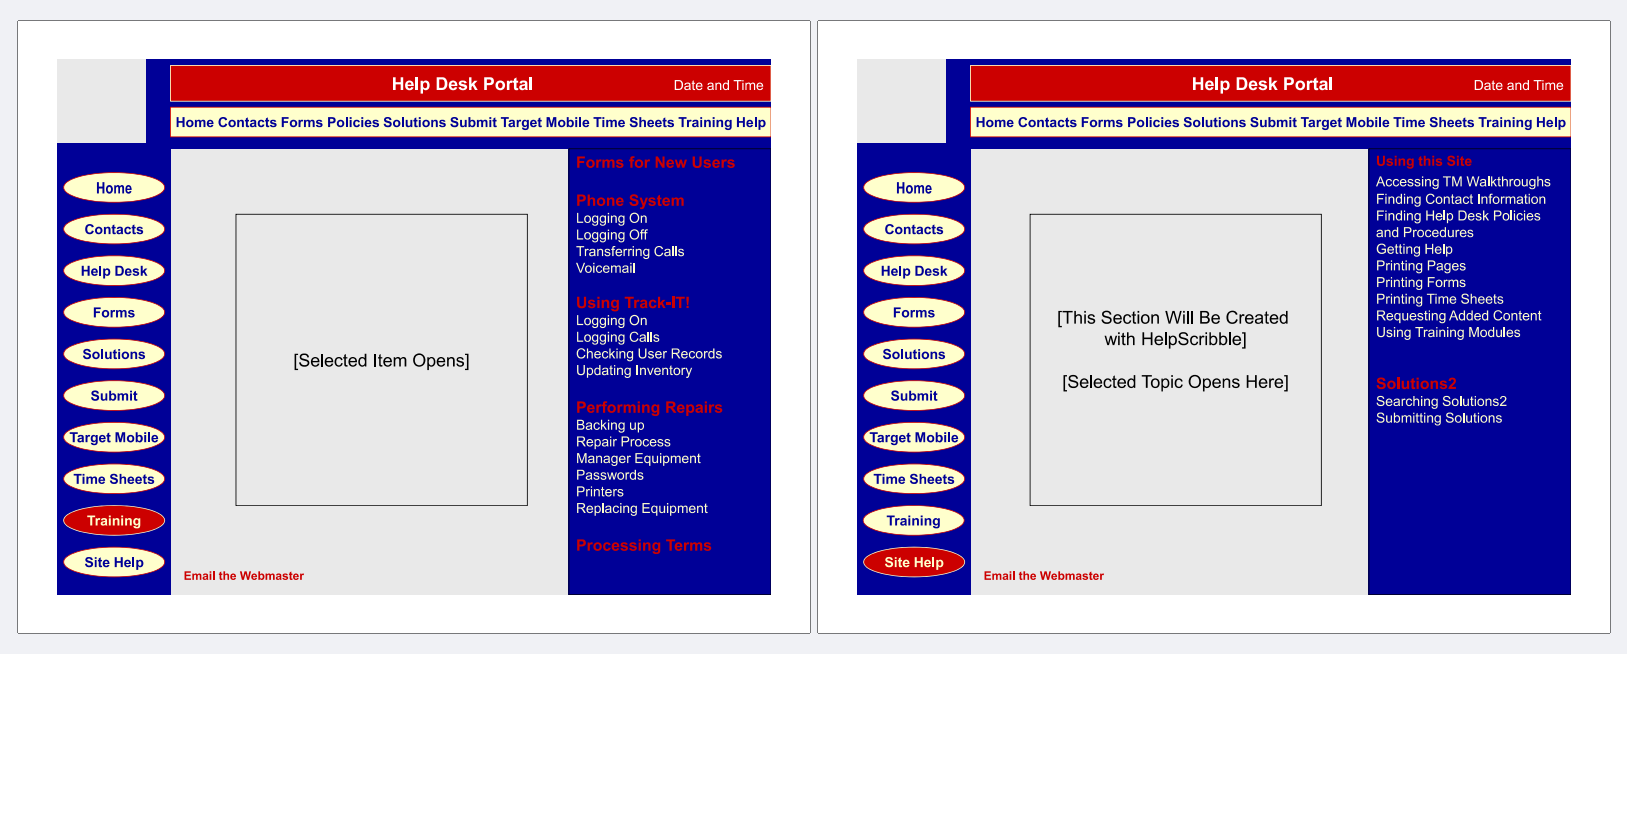 Help Desk Portal
Date and Time
Home Contacts Forms Policies Solutions Submit Target Mobile Time Sheets Training Help
Home
Contacts
Help Desk
Forms
Solutions
Submit
Target Mobile
Time Sheets
Training
Site Help
[Selected Item Opens]
Email the Webmaster
Forms for New Users
Phone System
Logging On
Logging Off
Transferring Calls
Voicemail
Using Track-IT!
Logging On
Logging Calls
Checking User Records
Updating Inventory
Performing Repairs
Backing up
Repair Process
Manager Equipment
Passwords
Printers
Replacing Equipment
Processing Terms
Help Desk Portal
Date and Time
Home Contacts Forms Policies Solutions Submit Target Mobile Time Sheets Training Help
Home
Contacts
Help Desk
Forms
Solutions
Submit
Target Mobile
Time Sheets
Training
Site Help
[This Section Will Be Created
with HelpScribble]
[Selected Topic Opens Here]
Email the Webmaster
Using this Site
Accessing TM Walkthroughs
Finding Contact Information
Finding Help Desk Policies
and Procedures
Getting Help
Printing Pages
Printing Forms
Printing Time Sheets
Requesting Added Content
Using Training Modules
Solutions2
Searching Solutions2
Submitting Solutions